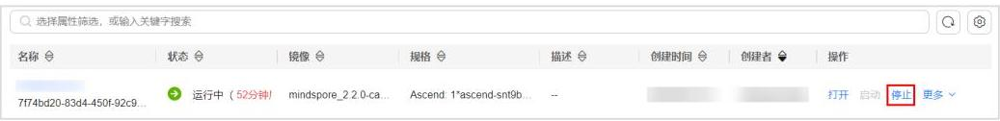 选择属性筛选，或输入关键字搜索
名称 状态 镜像 规格 描述 创建时间 创建者 操作
7f74bd20-83d4-450f-92c9... 运行中（52分钟 mindspore_2.2.0-ca... Ascend: 1*ascend-snt9b... -- 打开 启动 停止 更多